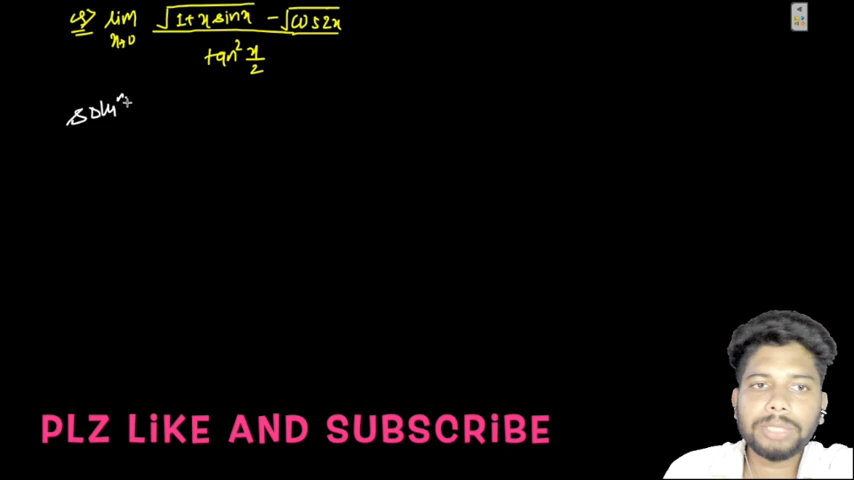 Q> lim x→0 √(1+x sinx) - √(cos2x) / tan² x/2
Solⁿ:
PLZ LiKE AND SUBSCRiBE